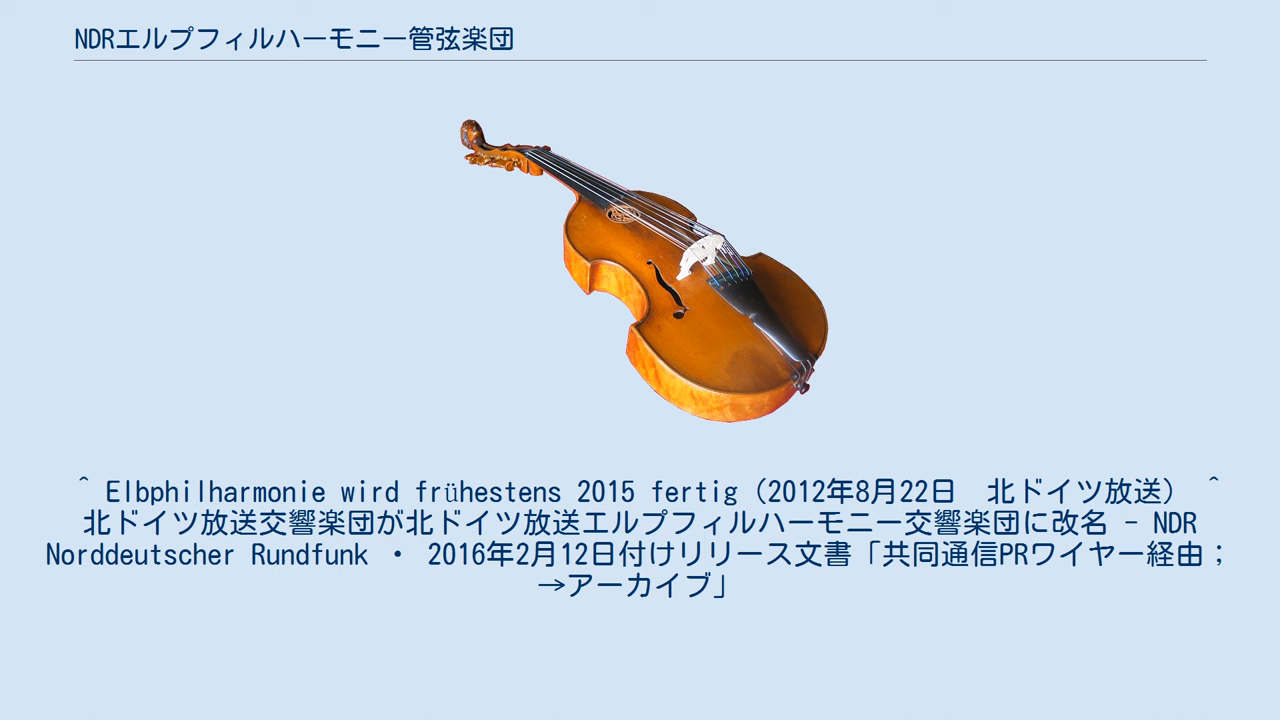 NDRエルプフィルハーモニー管弦楽団
^ Elbphilharmonie wird frühestens 2015 fertig（2012年8月22日　北ドイツ放送） ^
北ドイツ放送交響楽団が北ドイツ放送エルプフィルハーモニー交響楽団に改名 - NDR
Norddeutscher Rundfunk ・ 2016年2月12日付けリリース文書「共同通信PRワイヤー経由；
→アーカイブ」